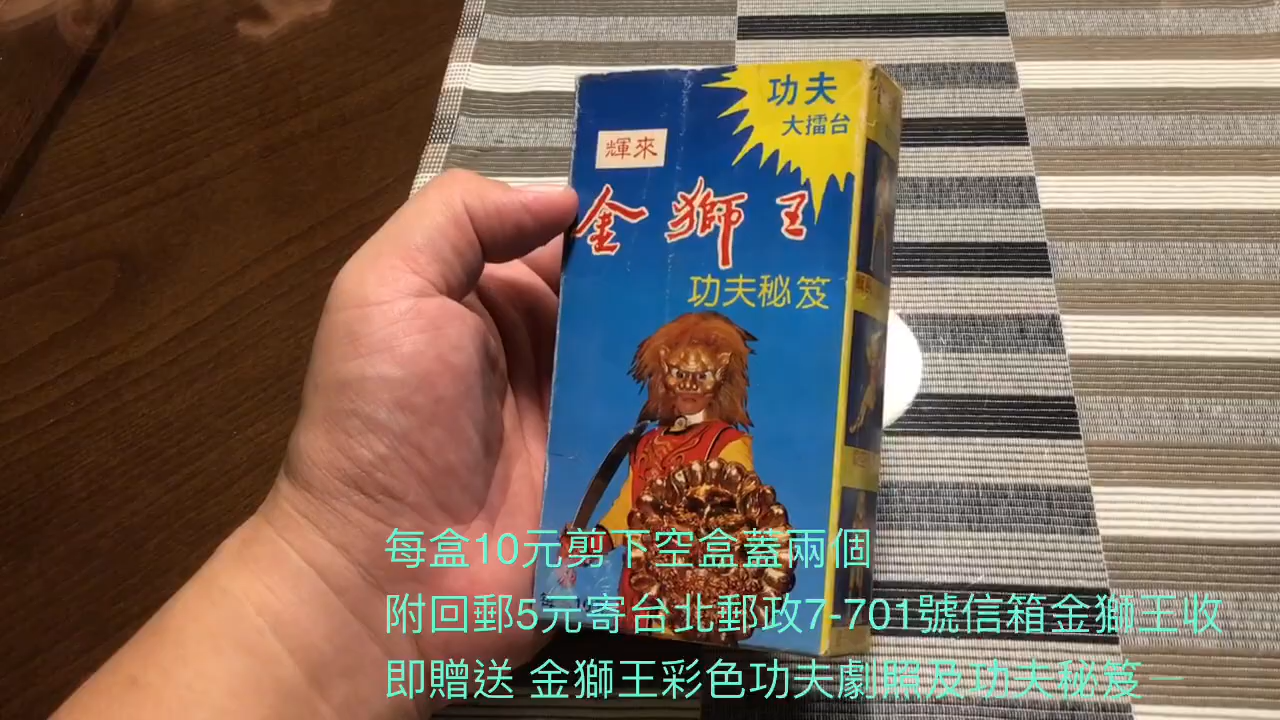 功夫
大擂台
輝來
金獅王
功夫秘笈
每盒10元剪下空盒蓋兩個
附回郵5元寄台北郵政7-701號信箱金獅王收
即贈送 金獅王彩色功夫劇照及功夫秘笈一